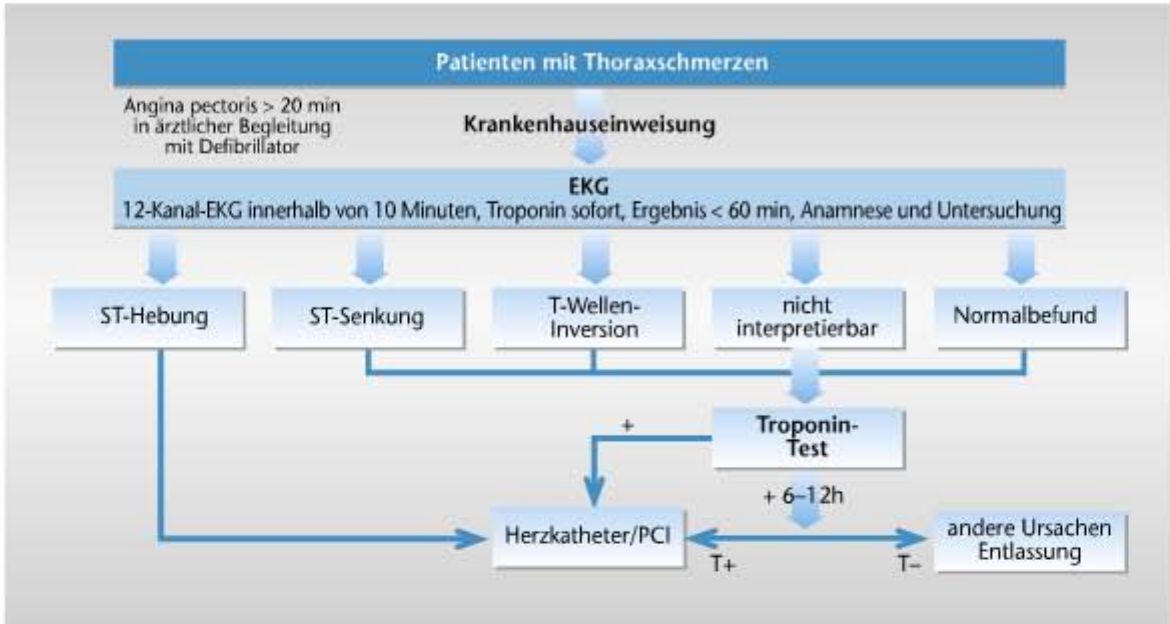 Patienten mit Thoraxschmerzen
Angina pectoris > 20 min
in ärztlicher Begleitung
mit Defibrillator
Krankenhauseinweisung
EKG
12-Kanal-EKG innerhalb von 10 Minuten, Troponin sofort, Ergebnis < 60 min, Anamnese und Untersuchung
ST-Hebung
ST-Senkung
T-Wellen-
Inversion
nicht
interpretierbar
Normalbefund
Troponin-
Test
+
+ 6–12h
Herzkatheter/PCI
T+
T–
andere Ursachen
Entlassung